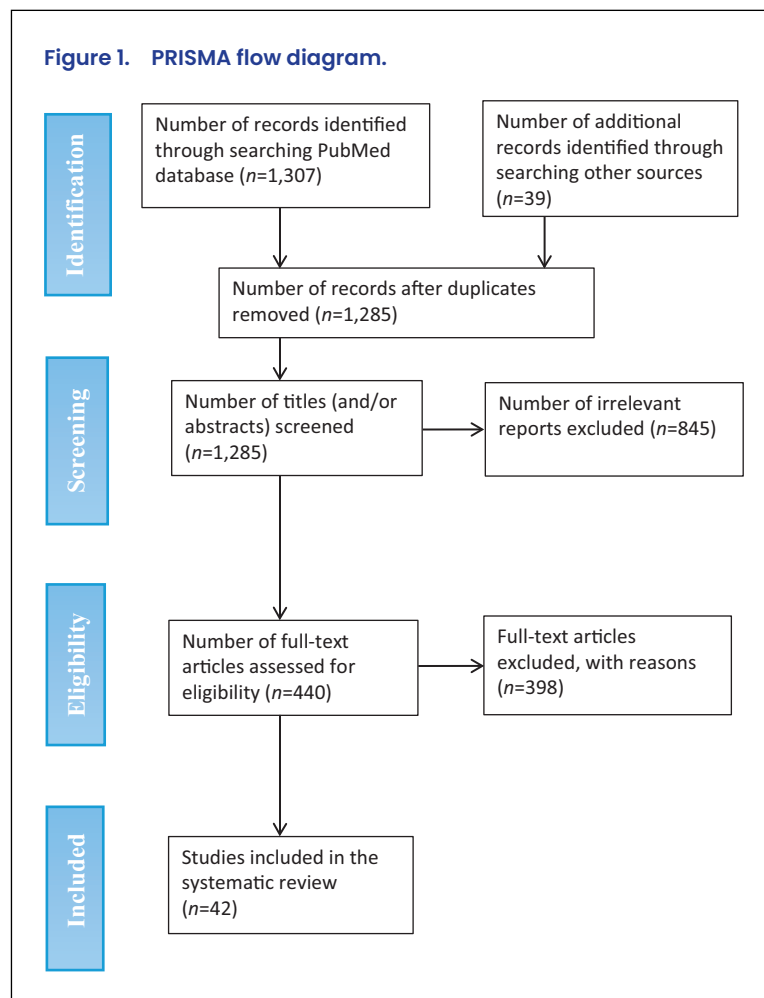 Figure 1. PRISMA flow diagram.
Identification
Number of records identified
through searching PubMed
database (n=1,307)
Number of additional
records identified through
searching other sources
(n=39)
Number of records after duplicates
removed (n=1,285)
Screening
Number of titles (and/or
abstracts) screened
(n=1,285)
Number of irrelevant
reports excluded (n=845)
Eligibility
Number of full-text
articles assessed for
eligibility (n=440)
Full-text articles
excluded, with reasons
(n=398)
Included
Studies included in the
systematic review
(n=42)